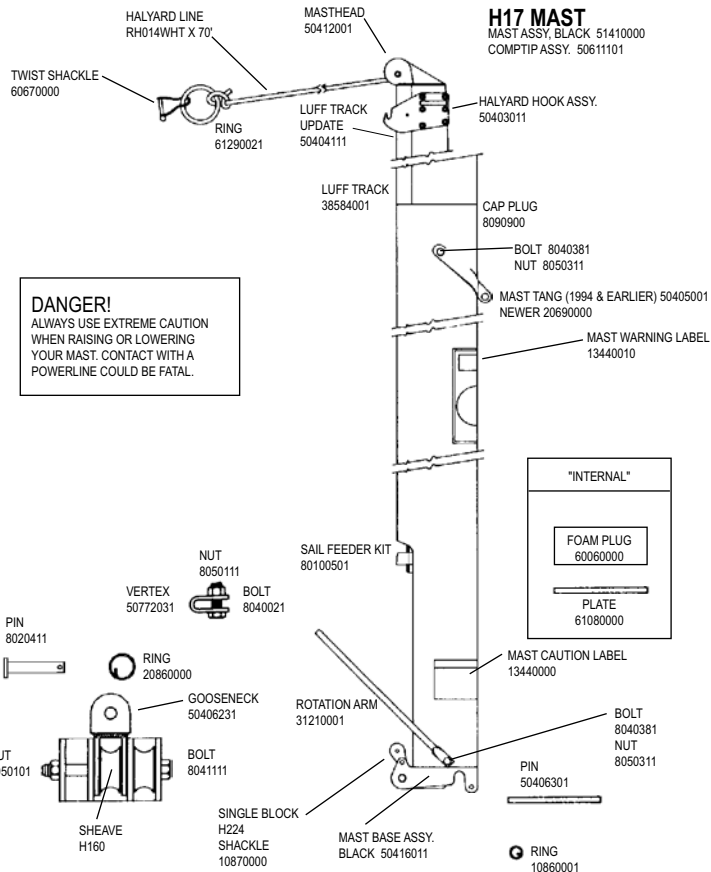 H17 MAST
MAST ASSY, BLACK 51410000
COMPTIP ASSY. 50611101
MASTHEAD
50412001
HALYARD LINE
RH014WHT X 70'
TWIST SHACKLE
60670000
RING
61290021
LUFF TRACK
UPDATE
50404111
HALYARD HOOK ASSY.
50403011
LUFF TRACK
38584001
CAP PLUG
8090900
BOLT 8040381
NUT 8050311
MAST TANG (1994 & EARLIER) 50405001
NEWER 20690000
DANGER!
ALWAYS USE EXTREME CAUTION
WHEN RAISING OR LOWERING
YOUR MAST. CONTACT WITH A
POWERLINE COULD BE FATAL.
MAST WARNING LABEL
13440010
"INTERNAL"
FOAM PLUG
60060000
PLATE
61080000
SAIL FEEDER KIT
80100501
NUT
8050111
VERTEX
50772031
BOLT
8040021
PIN
8020411
RING
20860000
GOOSENECK
50406231
MAST CAUTION LABEL
13440000
ROTATION ARM
31210001
BOLT
8040381
NUT
8050311
UT
50101
BOLT
8041111
SHEAVE
H160
SINGLE BLOCK
H224
SHACKLE
10870000
MAST BASE ASSY.
BLACK 50416011
PIN
50406301
RING
10860001